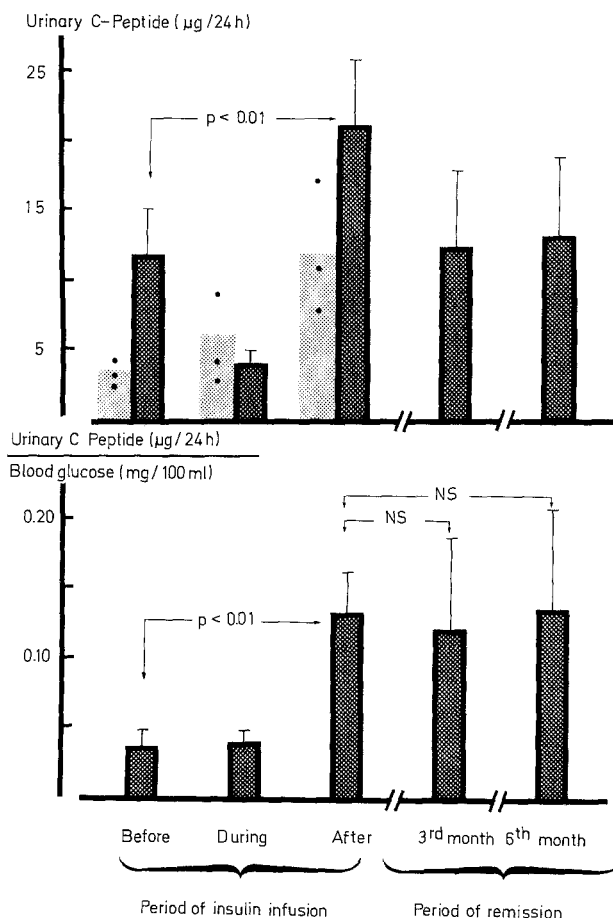 Urinary C-Peptide (µg/24h)
25
p < 0.01
15
5
Urinary C Peptide (µg/24h)
Blood glucose (mg/100 ml)
0.20
NS
NS
p < 0.01
0.10
Before During After 3rd month 6th month
Period of insulin infusion Period of remission